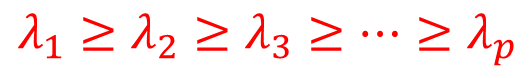 λ₁ ≥ λ₂ ≥ λ₃ ≥ ⋯ ≥ λₚ